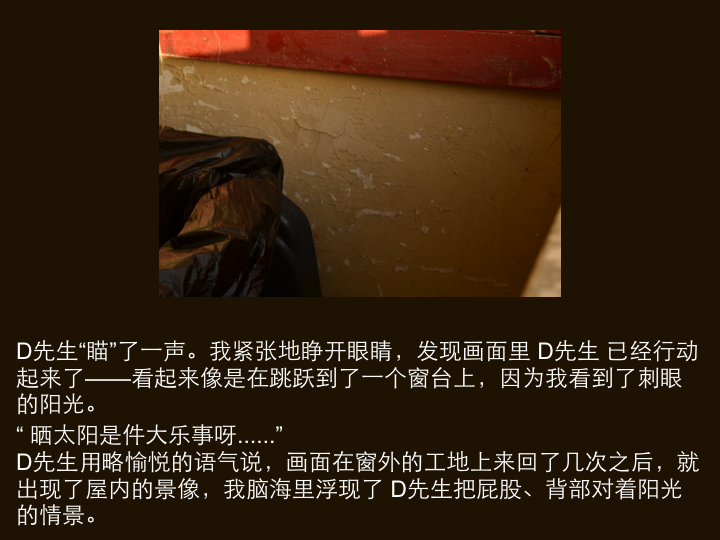 D先生“瞄”了一声。我紧张地睁开眼睛，发现画面里 D先生 已经行动
起来了——看起来像是在跳跃到了一个窗台上，因为我看到了刺眼
的阳光。
“ 晒太阳是件大乐事呀......”
D先生用略愉悦的语气说，画面在窗外的工地上来回了几次之后，就
出现了屋内的景像，我脑海里浮现了 D先生把屁股、背部对着阳光
的情景。